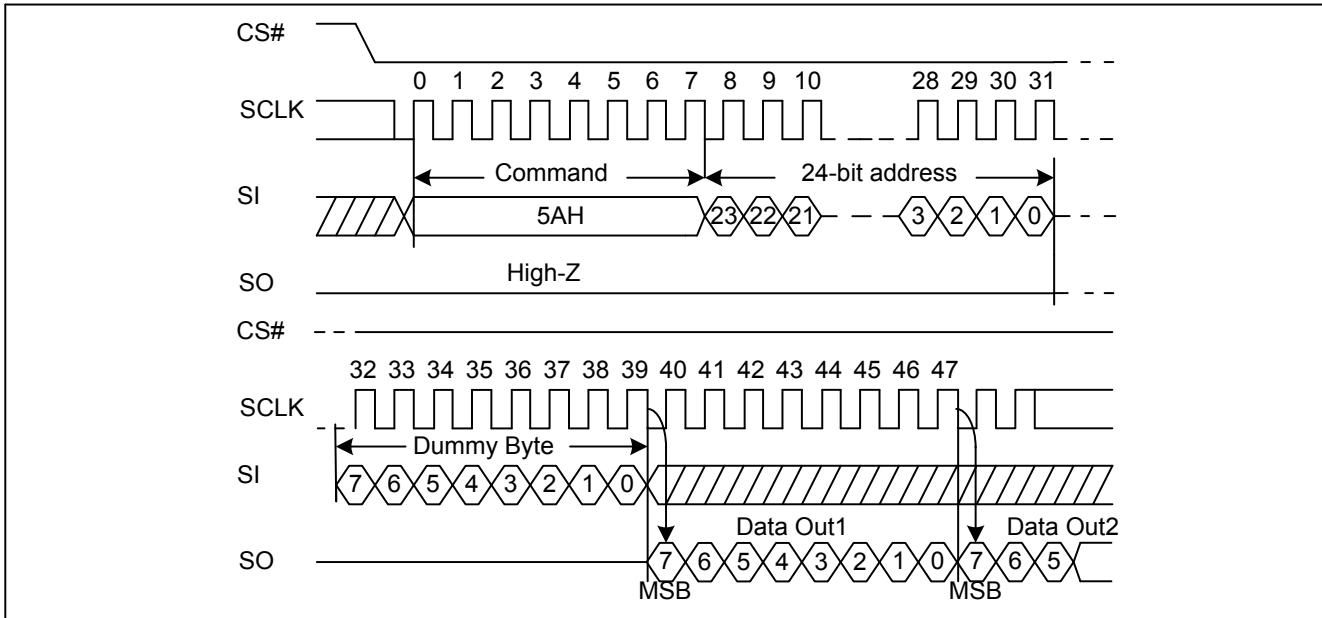 CS#
0 1 2 3 4 5 6 7 8 9 10 28 29 30 31
SCLK
Command 24-bit address
SI
5AH 23 22 21 3 2 1 0
High-Z
SO
CS#
32 33 34 35 36 37 38 39 40 41 42 43 44 45 46 47
SCLK
Dummy Byte
SI
7 6 5 4 3 2 1 0
Data Out1 Data Out2
SO
7 6 5 4 3 2 1 0 7 6 5
MSB MSB